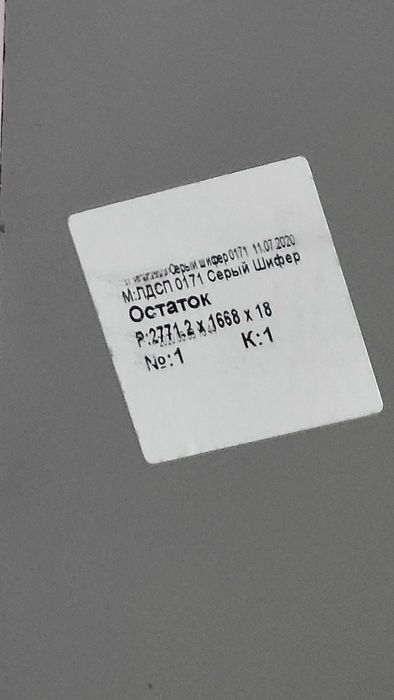 Серый шифер 0171 11.07.2020
М:ЛДСП 0171 Серый Шифер
Остаток
Р:2771.2 x 1668 x 18
№:1 К:1